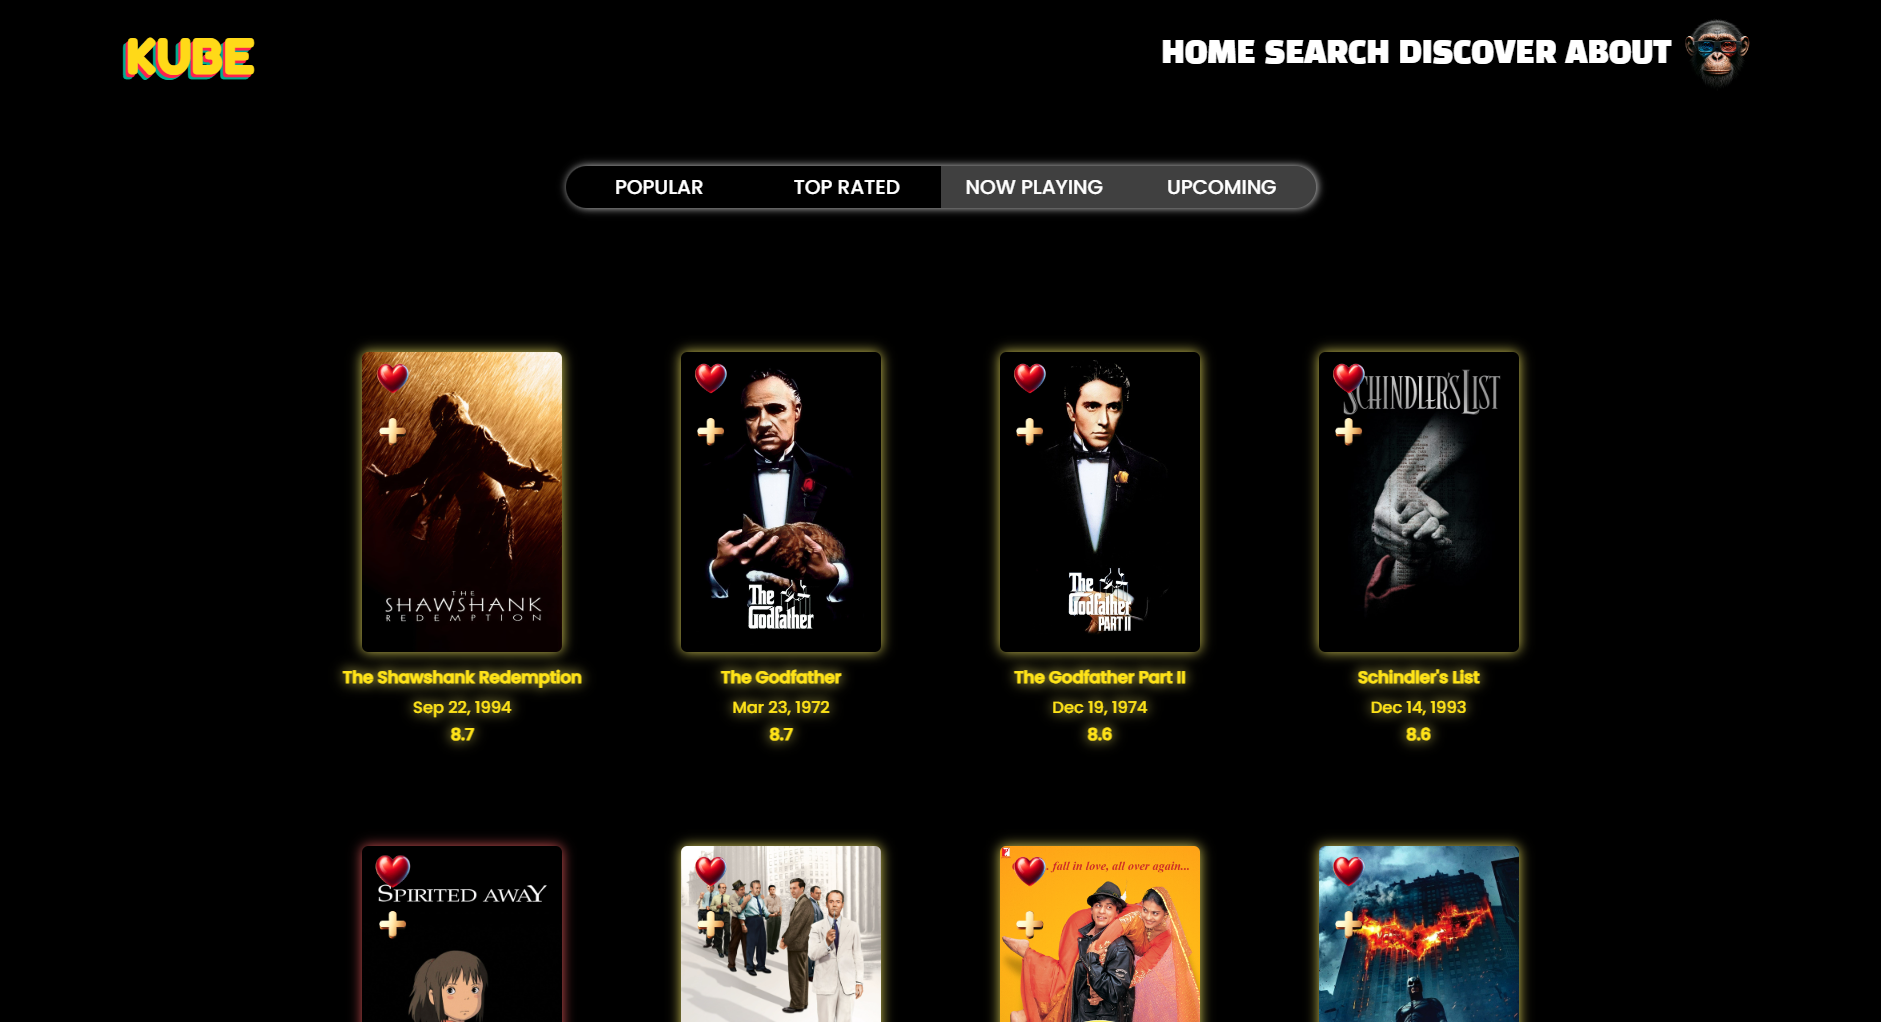 KUBE
HOME SEARCH DISCOVER ABOUT
POPULAR TOP RATED NOW PLAYING UPCOMING
THE
SHAWSHANK
REDEMPTION
The
Godfather
The
Godfather
PART II
SCHINDLER'S LIST
The Shawshank Redemption
Sep 22, 1994
8.7
The Godfather
Mar 23, 1972
8.7
The Godfather Part II
Dec 19, 1974
8.6
Schindler's List
Dec 14, 1993
8.6
SPIRITED AWAY
fall in love, all over again...